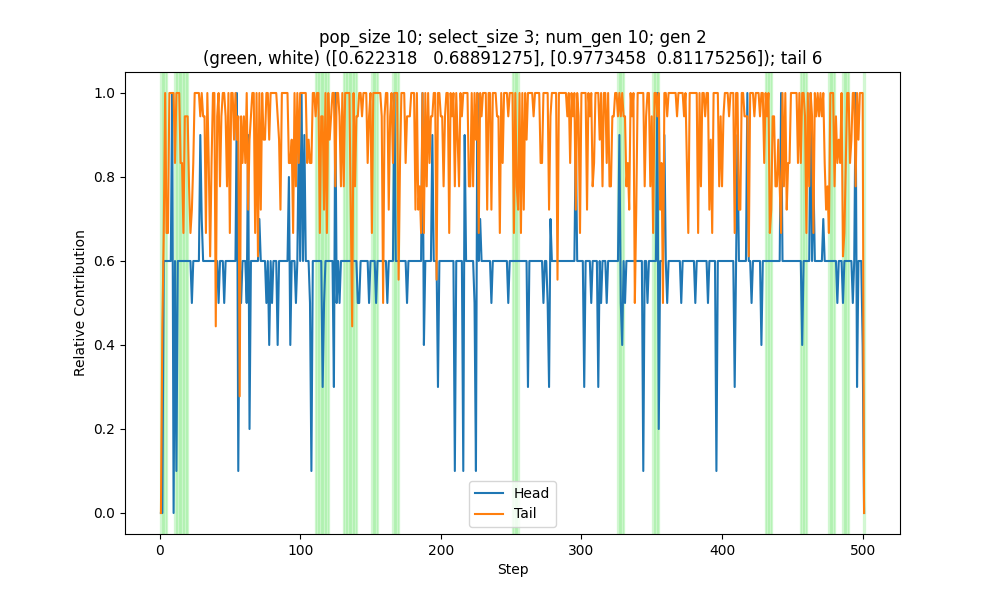 pop_size 10; select_size 3; num_gen 10; gen 2
(green, white) ([0.622318   0.68891275], [0.9773458  0.81175256]); tail 6
Relative Contribution
1.0
0.8
0.6
0.4
0.2
0.0
Head
Tail
0
100
200
300
400
500
Step